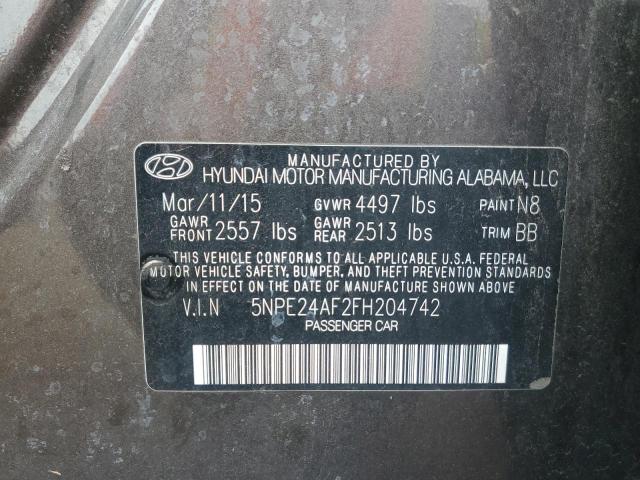 MANUFACTURED BY
HYUNDAI MOTOR MANUFACTURING ALABAMA, LLC
Mar/11/15 GVWR 4497 lbs PAINT N8
GAWR FRONT 2557 lbs GAWR REAR 2513 lbs TRIM BB
THIS VEHICLE CONFORMS TO ALL APPLICABLE U.S.A. FEDERAL
MOTOR VEHICLE SAFETY, BUMPER, AND THEFT PREVENTION STANDARDS
IN EFFECT ON THE DATE OF MANUFACTURE SHOWN ABOVE.
V.I.N 5NPE24AF2FH204742
PASSENGER CAR